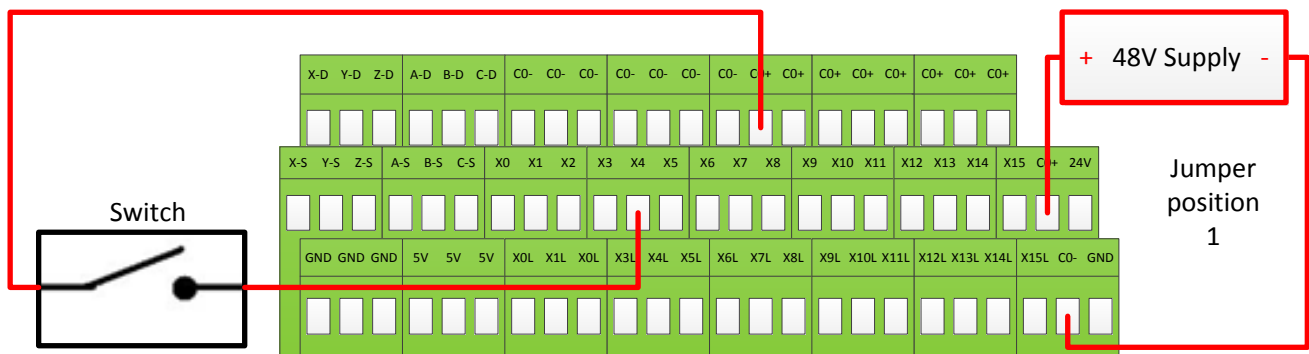 X-D Y-D Z-D A-D B-D C-D C0- C0- C0- C0- C0- C0- C0- C0+ C0+ C0+ C0+ C0+ C0+ C0+ C0+
+ 48V Supply -
X-S Y-S Z-S A-S B-S C-S X0 X1 X2 X3 X4 X5 X6 X7 X8 X9 X10 X11 X12 X13 X14 X15 C0+ 24V
Jumper
position
1
Switch
GND GND GND 5V 5V 5V X0L X1L X0L X3L X4L X5L X6L X7L X8L X9L X10L X11L X12L X13L X14L X15L C0- GND